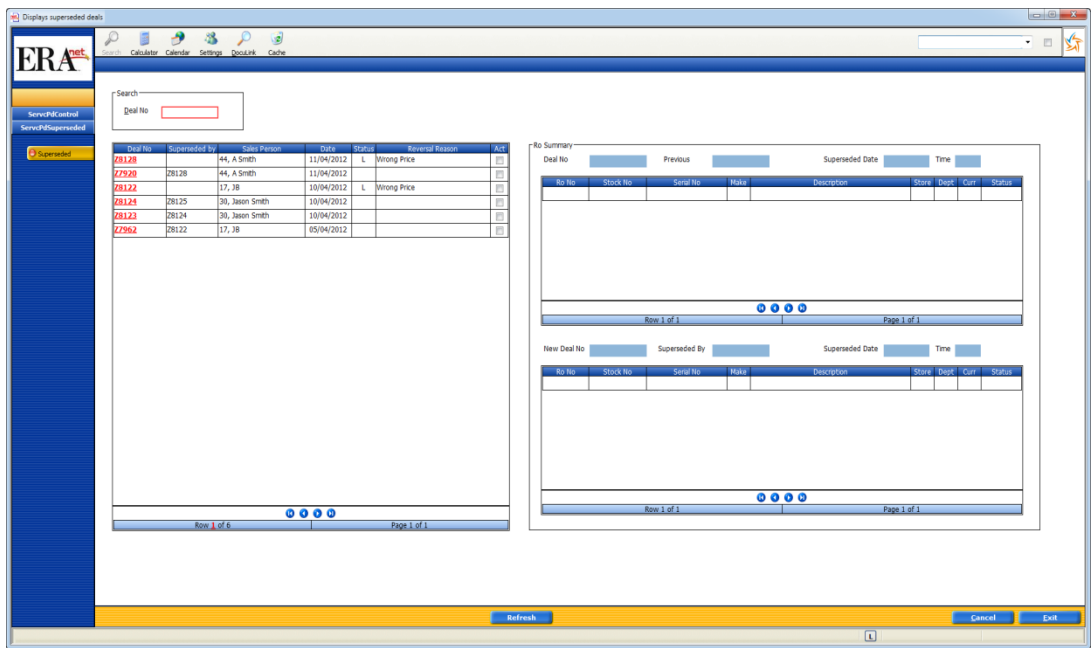 Displays superseded deals
ERAnet
Search Calculator Calendar Settings DocuLink Cache
ServcPdControl
ServcPdSuperseded
Superseded
Search
Deal No
Deal No Superseded by Sales Person Date Status Reversal Reason Act
Z8128 44, A Smith 11/04/2012 L Wrong Price
Z7920 Z8128 44, A Smith 11/04/2012
Z8122 17, JB 10/04/2012 L Wrong Price
Z8124 Z8125 30, Jason Smith 10/04/2012
Z8123 Z8124 30, Jason Smith 10/04/2012
Z7962 Z8122 17, JB 05/04/2012
Row 1 of 6 Page 1 of 1
Ro Summary
Deal No Previous Superseded Date Time
Ro No Stock No Serial No Make Description Store Dept Curr Status
Row 1 of 1 Page 1 of 1
New Deal No Superseded By Superseded Date Time
Ro No Stock No Serial No Make Description Store Dept Curr Status
Row 1 of 1 Page 1 of 1
Refresh Cancel Exit
L